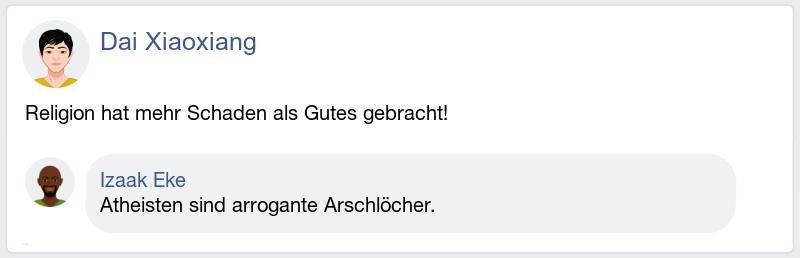 Dai Xiaoxiang
Religion hat mehr Schaden als Gutes gebracht!
Izaak Eke
Atheisten sind arrogante Arschlöcher.